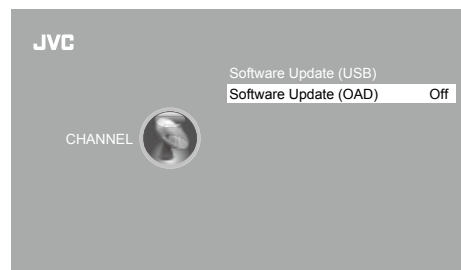 JVC
Software Update (USB)
Software Update (OAD) Off
CHANNEL